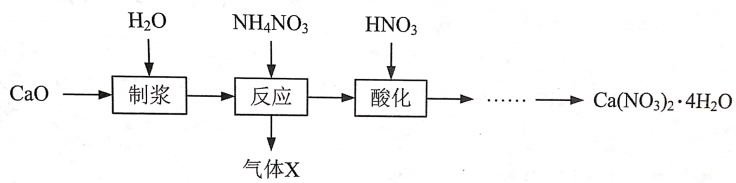 H₂O NH₄NO₃ HNO₃
CaO 制浆 反应 酸化 …… Ca(NO₃)₂·4H₂O
气体X